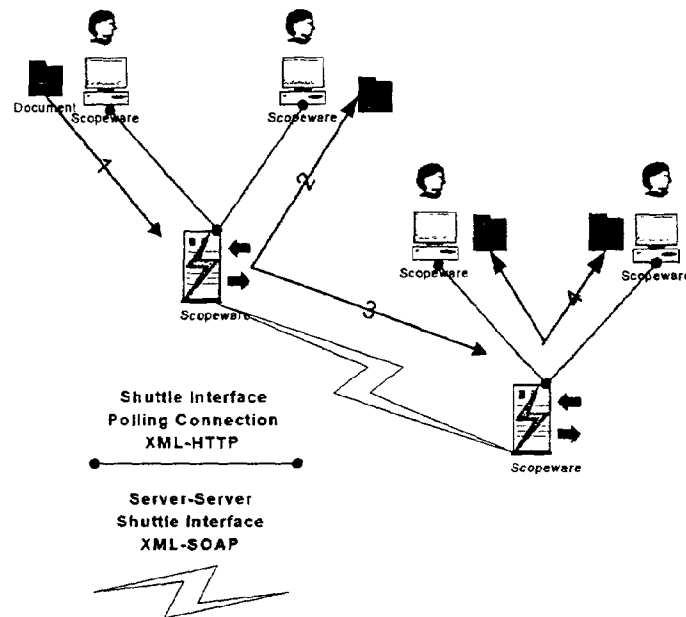 Document
Scopeware
Scopeware
1
2
Scopeware
Scopeware
4
Scopeware
3
Scopeware
Shuttle Interface
Polling Connection
XML-HTTP
Server-Server
Shuttle Interface
XML-SOAP